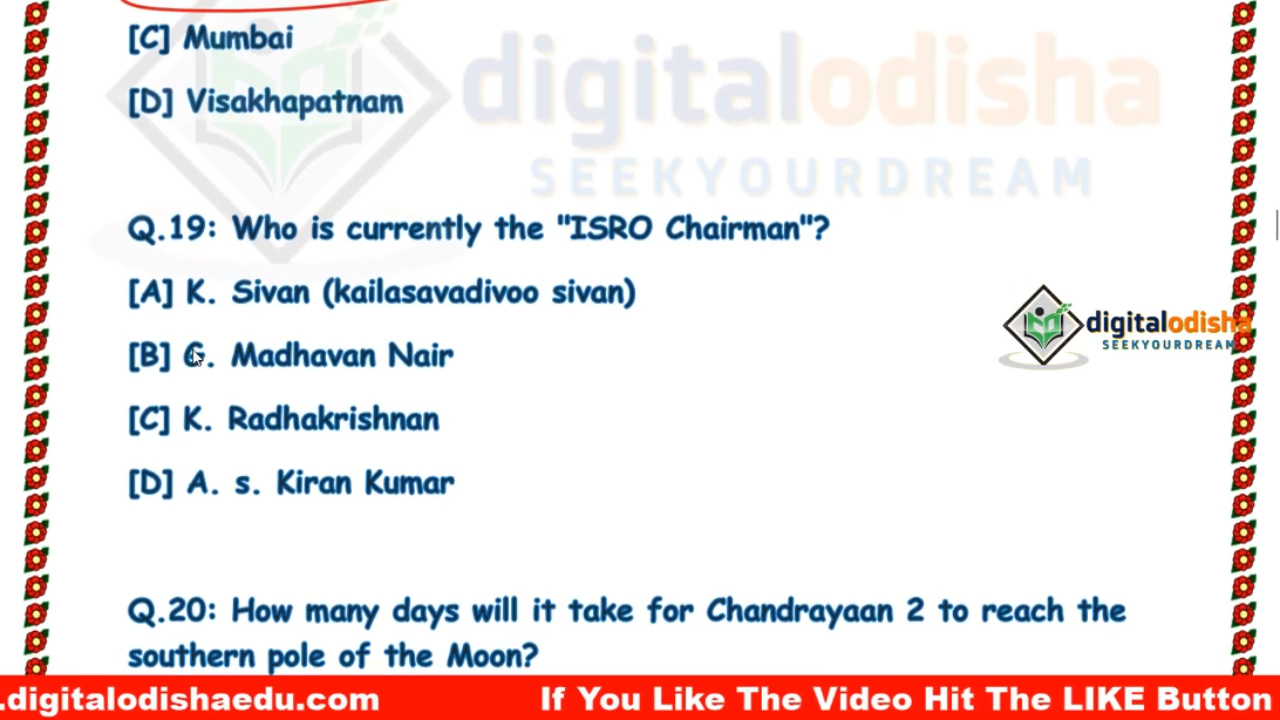 [C] Mumbai
digitalodisha
[D] Visakhapatnam
SEEKYOURDREAM
Q.19: Who is currently the "ISRO Chairman"?
[A] K. Sivan (kailasavadivoo sivan)
[B] G. Madhavan Nair
digitalodisha
SEEKYOURDREAM
[C] K. Radhakrishnan
[D] A. s. Kiran Kumar
Q.20: How many days will it take for Chandrayaan 2 to reach the
southern pole of the Moon?
.digitalodishaedu.com If You Like The Video Hit The LIKE Button